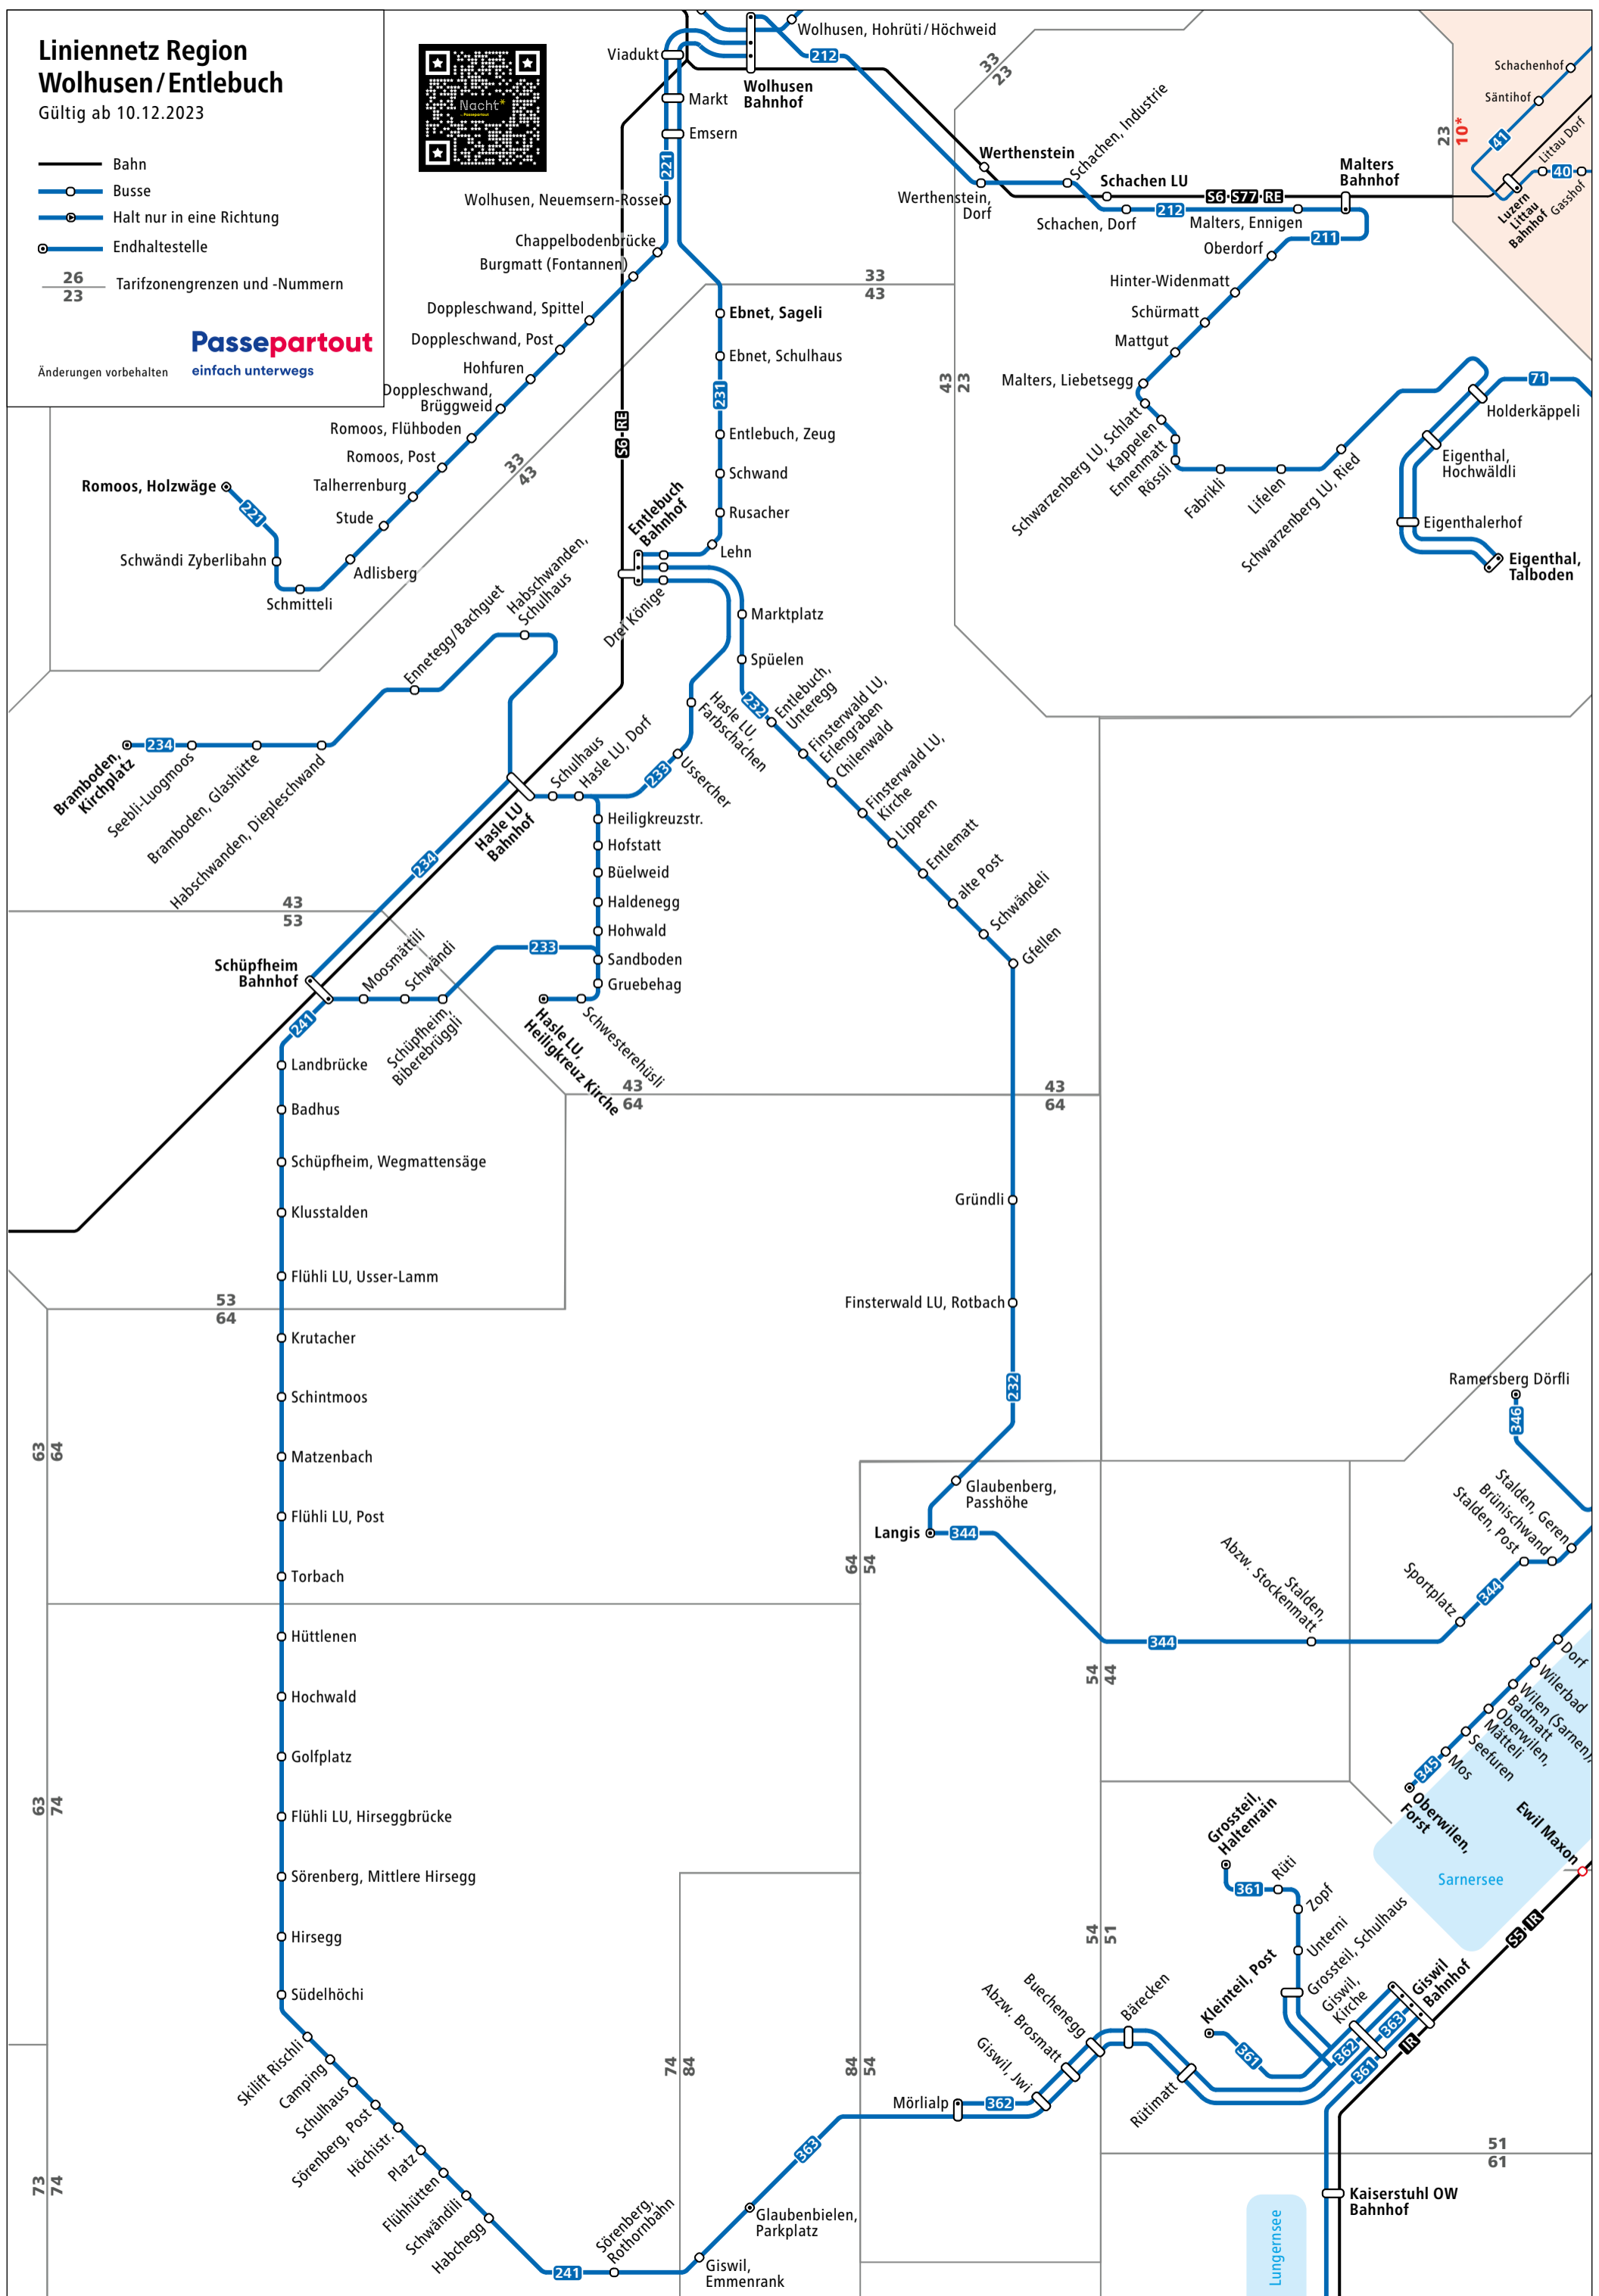 Liniennetz Region
Wolhusen/Entlebuch
Gültig ab 10.12.2023
Bahn
Busse
Halt nur in eine Richtung
Endhaltestelle
26
23
Tarifzonengrenzen und -Nummern
Passepartout
einfach unterwegs
Änderungen vorbehalten
Nacht*
Viadukt
Markt
Emsern
221
Wolhusen, Neuemsern-Rossei
Chappelbodenbrücke
Burgmatt (Fontannen)
Doppleschwand, Spittel
Doppleschwand, Post
Hohfuren
Doppleschwand,
Brüggweid
Romoos, Flühboden
Romoos, Post
Talherrenburg
Stude
Adlisberg
Schmitteli
Schwändi Zyberlibahn
221
Romoos, Holzwäge
Wolhusen, Hohrüti/Höchweid
212
Wolhusen
Bahnhof
33
23
Werthenstein
Werthenstein,
Dorf
Schachen, Industrie
Schachen LU
Schachen, Dorf
212
S6·S77·RE
Malters, Ennigen
Malters
Bahnhof
211
Oberdorf
Hinter-Widenmatt
Schürmatt
Mattgut
Malters, Liebetsegg
Schwarzenberg LU, Schlatt
Kappelen
Ennenmatt
Rössli
Fabrikli
Lifelen
Schwarzenberg LU, Ried
71
Holderkäppeli
Eigenthal,
Hochwäldli
Eigenthalerhof
Eigenthal,
Talboden
23
10*
Schachenhof
Säntihof
41
Littau Dorf
40
Gasshof
Luzern
Littau
Bahnhof
33
43
43
23
33
43
S6·RE
Ebnet, Sageli
Ebnet, Schulhaus
231
Entlebuch, Zeug
Schwand
Rusacher
Lehn
Entlebuch
Bahnhof
Drei Könige
Marktplatz
Spüelen
232
Entlebuch,
Unteregg
Finsterwald LU,
Erlengraben
Chilenwald
Finsterwald LU,
Kirche
Lippern
Entlematt
alte Post
Schwändeli
Gfellen
Gründli
Finsterwald LU, Rotbach
232
Glaubenberg,
Passhöhe
Langis
344
Hasle LU,
Farbschachen
Ussercher
233
Hasle LU, Dorf
Schulhaus
Hasle LU
Bahnhof
Habschwanden,
Schulhaus
Ennetegg/Bachguet
Habschwanden, Diepleschwand
Bramboden, Glashütte
Seebli-Luogmoos
234
Bramboden,
Kirchplatz
234
Heiligkreuzstr.
Hofstatt
Büelweid
Haldenegg
Hohwald
Sandboden
Gruebehag
Schwesterehüsli
Hasle LU,
Heiligkreuz Kirche
233
Moosmättili
Schwändi
Schüpfheim,
Biberebrüggli
43
53
Schüpfheim
Bahnhof
241
Landbrücke
Badhus
Schüpfheim, Wegmattensäge
Klusstalden
Flühli LU, Usser-Lamm
43
64
43
64
53
64
Krutacher
Schintmoos
Matzenbach
Flühli LU, Post
Torbach
Hüttlenen
Hochwald
Golfplatz
Flühli LU, Hirseggbrücke
Sörenberg, Mittlere Hirsegg
Hirsegg
Südelhöchi
Skilift Rischli
Camping
Schulhaus
Sörenberg, Post
Höchistr.
Platz
Flühhütten
Schwändili
Habchegg
241
Sörenberg,
Rothornbahn
Giswil,
Emmenrank
Glaubenbielen,
Parkplatz
363
Mörlialp
362
Giswil, Jwi
Abzw. Brosmatt
Buechenegg
Bärecken
Rütimatt
63
64
63
74
73
74
74
84
84
54
64
54
54
44
54
51
51
61
344
Stalden,
Abzw. Stockenmatt
Sportplatz
344
Stalden, Post
Brünischwand
Stalden, Geren
Ramersberg Dörfli
346
Dorf
Wilerbad
Wilen (Sarnen),
Badmatt
Oberwilen,
Mätteli
Seefuren
Mos
345
Oberwilen,
Forst
Ewil Maxon
Sarnersee
S5·IR
Grossteil,
Haltenrain
361
Rüti
Zopf
Unterni
Grossteil, Schulhaus
Giswil,
Kirche
Giswil
Bahnhof
Kleinteil, Post
361
362
363
361
IR
Kaiserstuhl OW
Bahnhof
Lungernsee